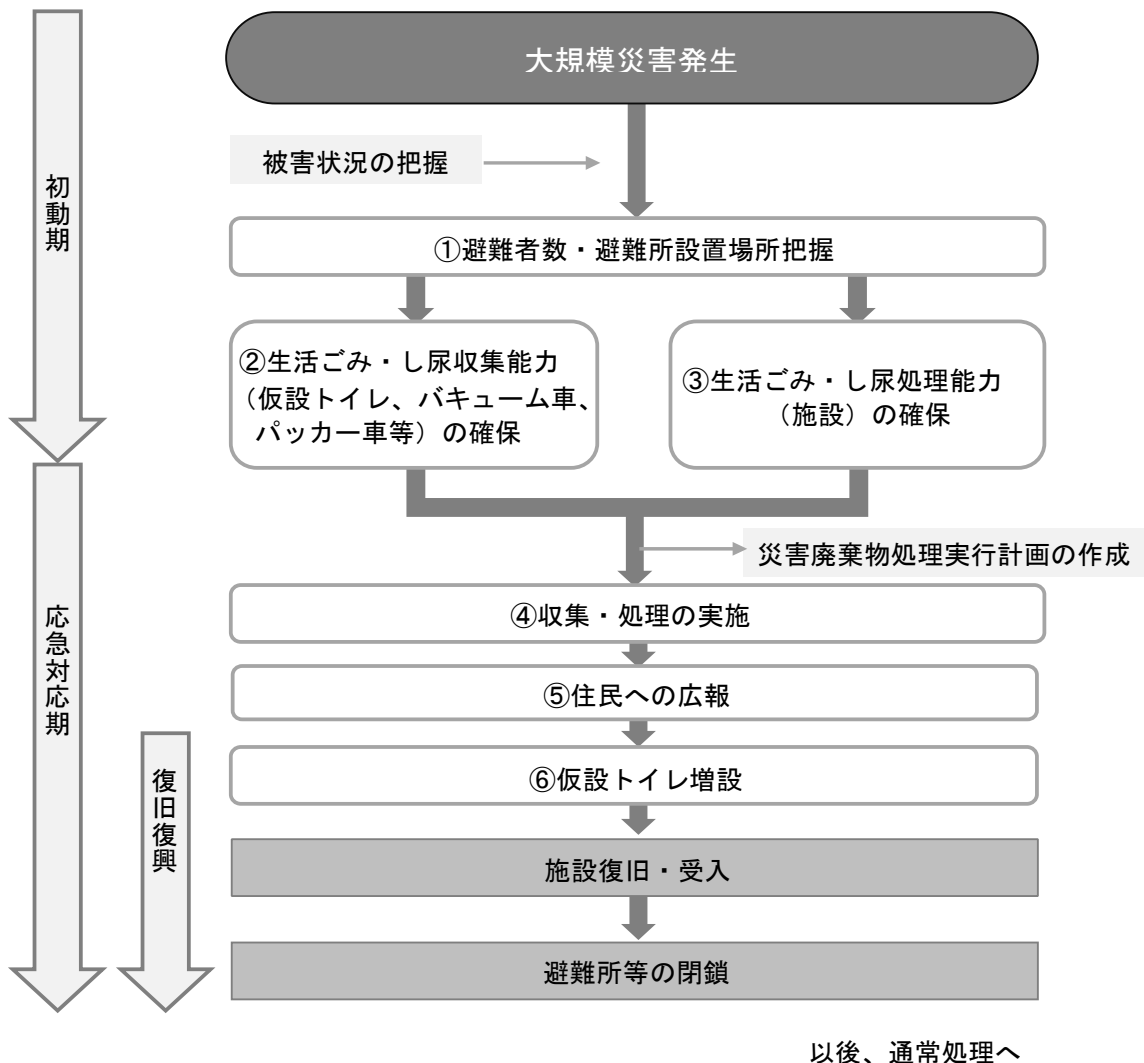 大規模災害発生
被害状況の把握
初動期
①避難者数・避難所設置場所把握
②生活ごみ・し尿収集能力
（仮設トイレ、バキューム車、
パッカー車等）の確保
③生活ごみ・し尿処理能力
（施設）の確保
災害廃棄物処理実行計画の作成
応急対応期
④収集・処理の実施
⑤住民への広報
復旧復興
⑥仮設トイレ増設
施設復旧・受入
避難所等の閉鎖
以後、通常処理へ